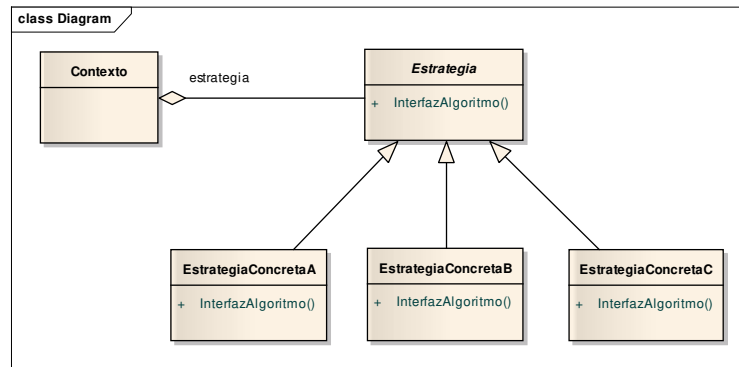 class Diagram
Contexto
estrategia
Estrategia
+ InterfazAlgoritmo()
EstrategiaConcretaA
+ InterfazAlgoritmo()
EstrategiaConcretaB
+ InterfazAlgoritmo()
EstrategiaConcretaC
+ InterfazAlgoritmo()